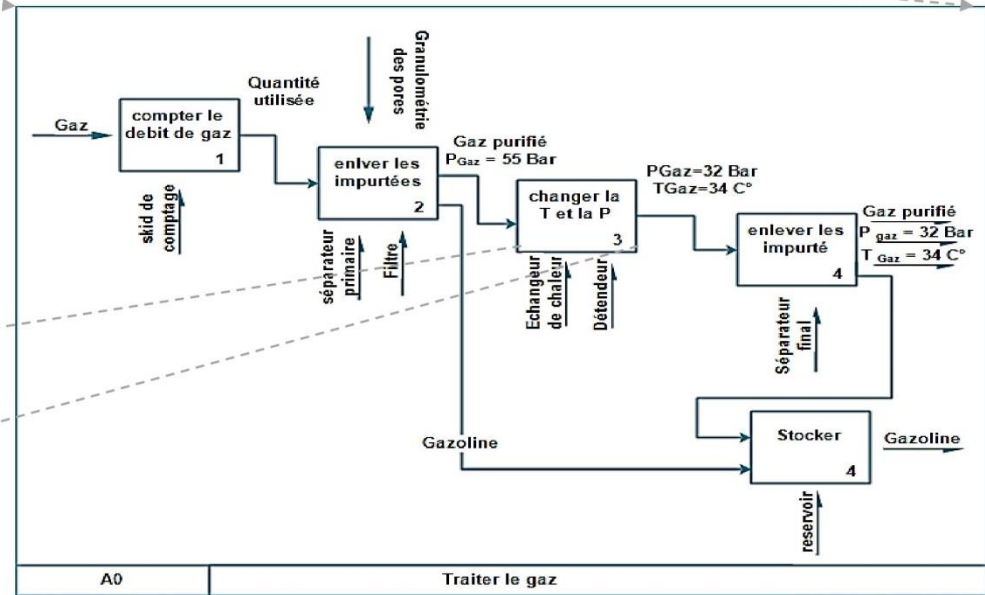 Granulométrie
des pores
Quantité
utilisée
Gaz
compter le
debit de gaz
1
skid de
comptage
enlver les
impurtées
2
séparateur
primaire
Filtre
Gaz purifié
PGaz = 55 Bar
changer la
T et la P
3
Echangeur
de chaleur
Détendeur
PGaz=32 Bar
TGaz=34 C°
enlever les
impurté
4
Séparateur
final
Gaz purifié
P gaz = 32 Bar
T Gaz = 34 C°
Gazoline
Stocker
4
Gazoline
reservoir
A0
Traiter le gaz